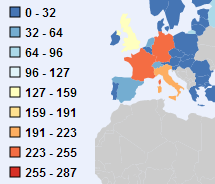 0 - 32
32 - 64
64 - 96
96 - 127
127 - 159
159 - 191
191 - 223
223 - 255
255 - 287